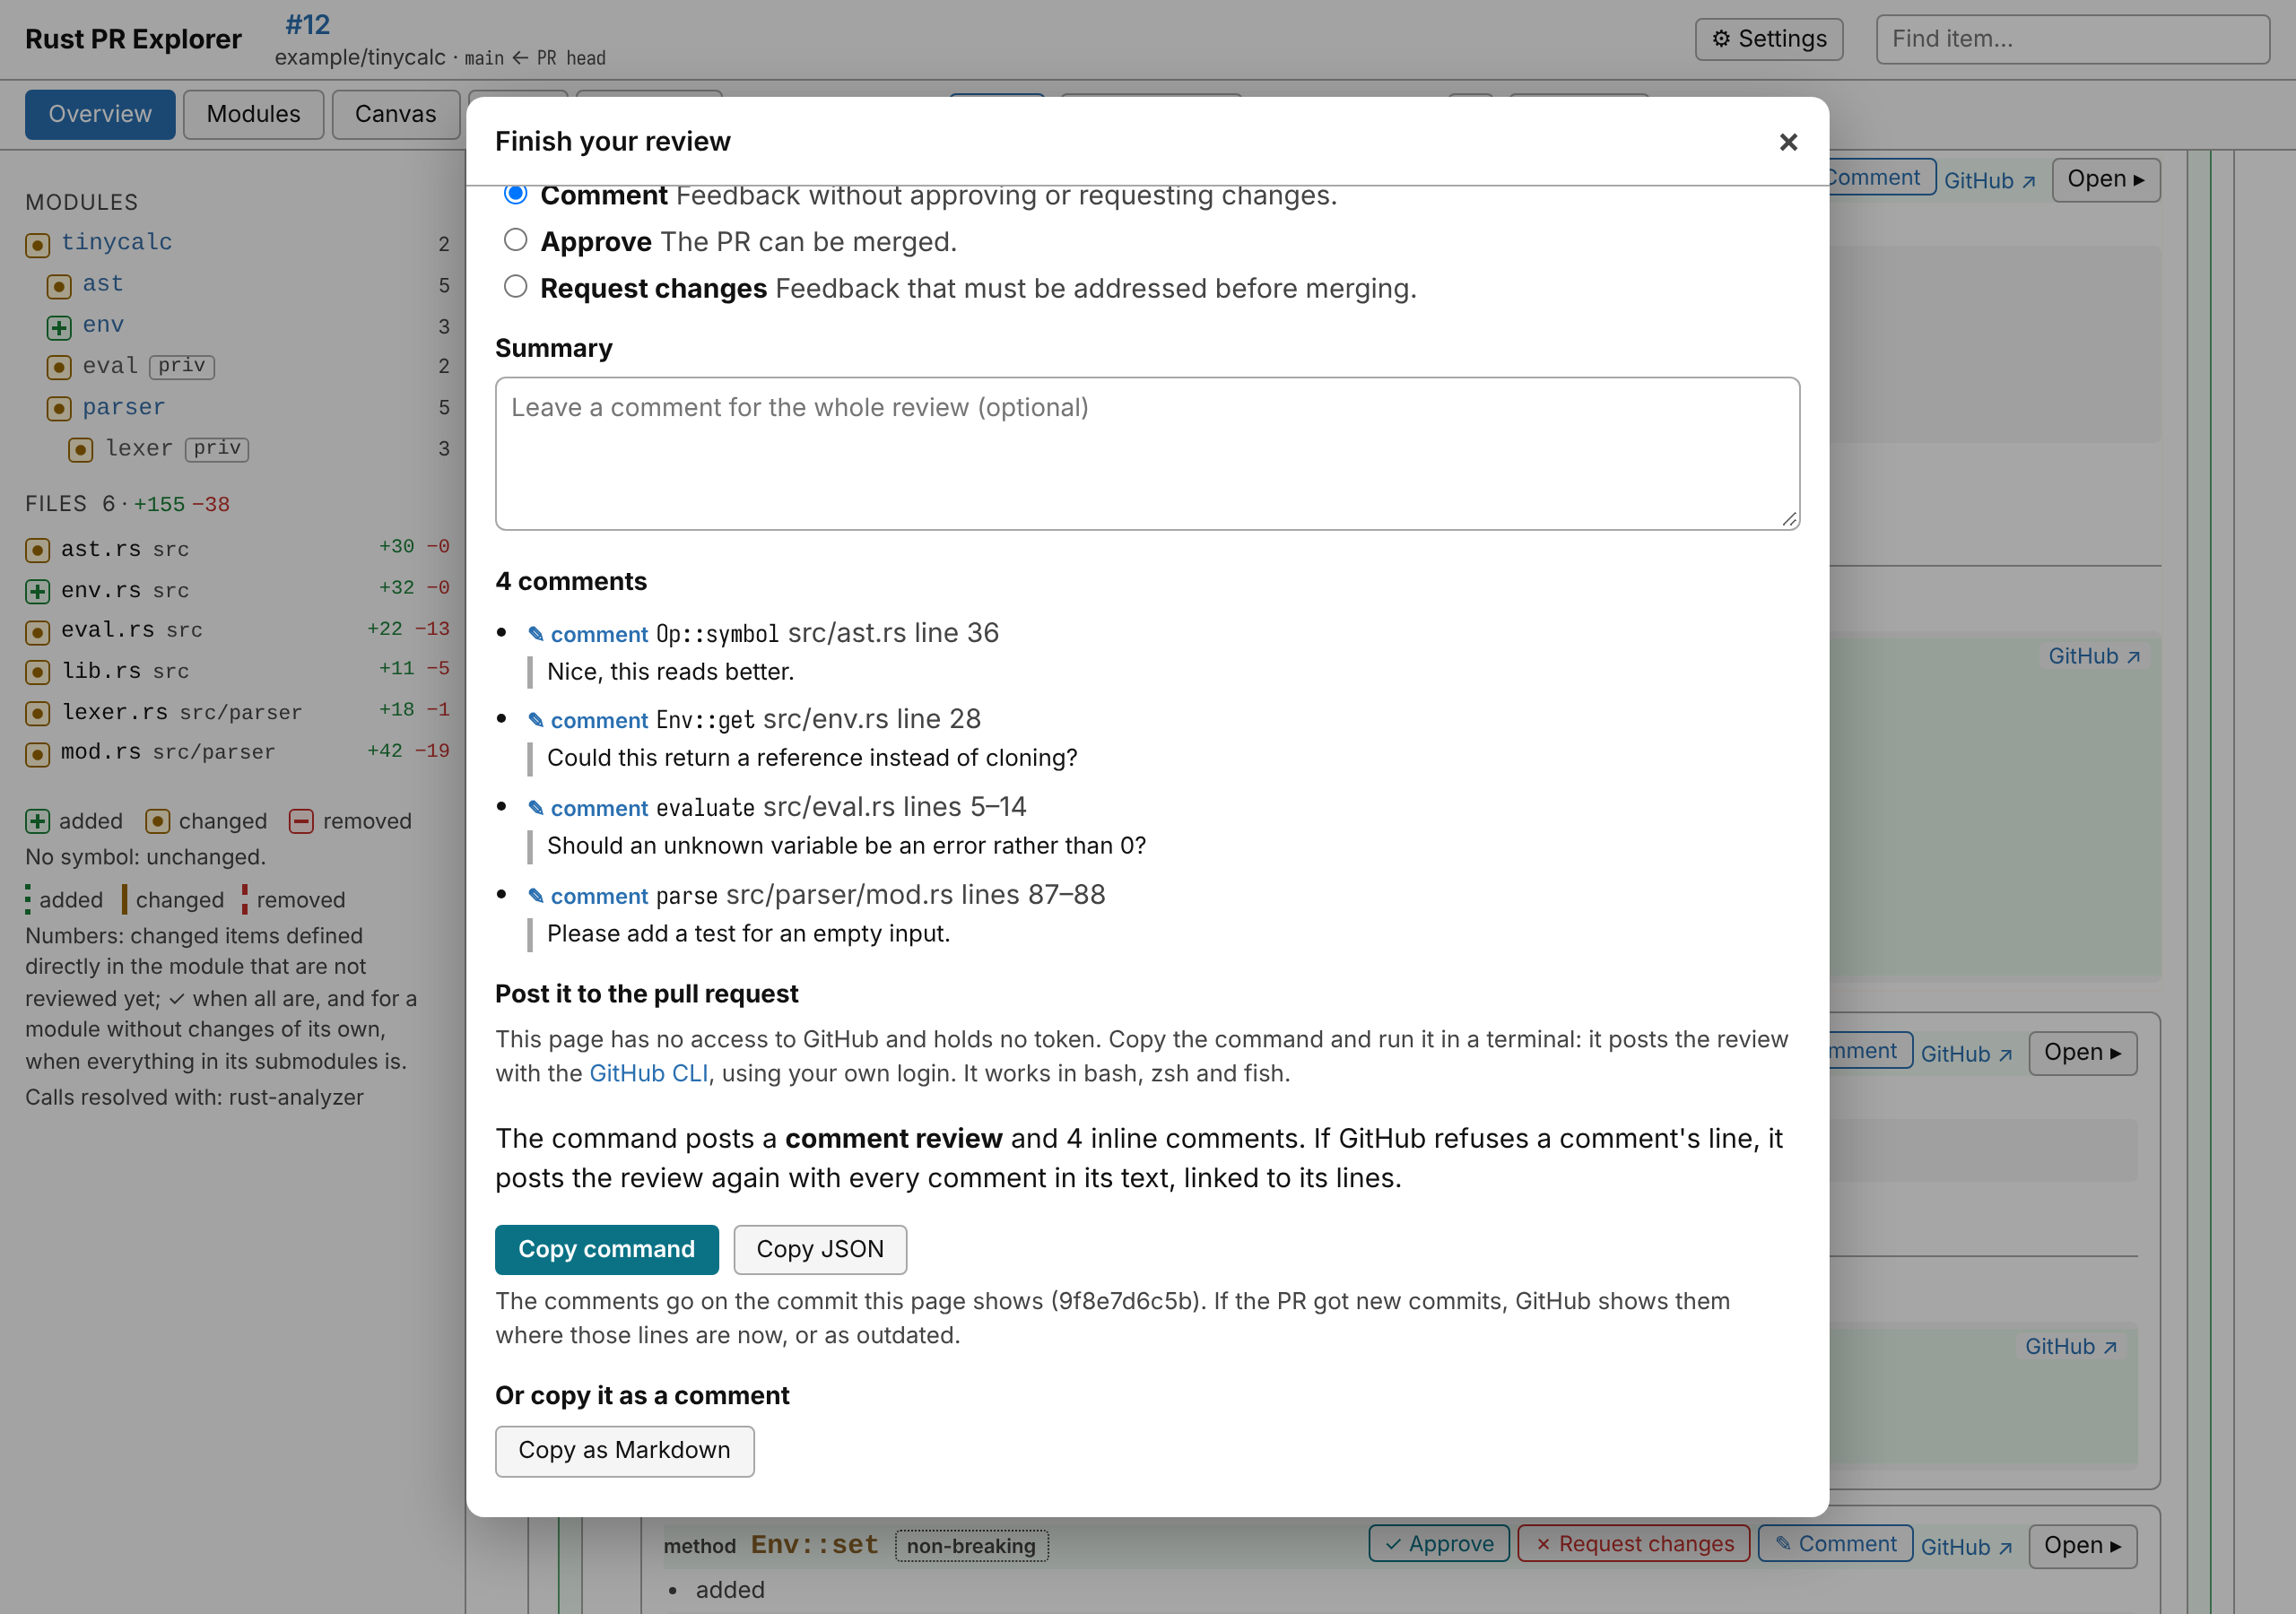 Rust PR Explorer
#12
example/tinycalc · main ← PR head
⚙ Settings
Find item...
Overview
Modules
Canvas
MODULES
tinycalc 2
ast 5
env 3
eval priv 2
parser 5
lexer priv 3
FILES 6 · +155 −38
ast.rs src +30 −0
env.rs src +32 −0
eval.rs src +22 −13
lib.rs src +11 −5
lexer.rs src/parser +18 −1
mod.rs src/parser +42 −19
added changed removed
No symbol: unchanged.
added changed removed
Numbers: changed items defined
directly in the module that are not
reviewed yet; ✓ when all are, and for a
module without changes of its own,
when everything in its submodules is.
Calls resolved with: rust-analyzer
Finish your review
×
Comment Feedback without approving or requesting changes.
Approve The PR can be merged.
Request changes Feedback that must be addressed before merging.
Summary
Leave a comment for the whole review (optional)
4 comments
• ✎ comment Op::symbol src/ast.rs line 36
Nice, this reads better.
• ✎ comment Env::get src/env.rs line 28
Could this return a reference instead of cloning?
• ✎ comment evaluate src/eval.rs lines 5–14
Should an unknown variable be an error rather than 0?
• ✎ comment parse src/parser/mod.rs lines 87–88
Please add a test for an empty input.
Post it to the pull request
This page has no access to GitHub and holds no token. Copy the command and run it in a terminal: it posts the review
with the GitHub CLI, using your own login. It works in bash, zsh and fish.
The command posts a comment review and 4 inline comments. If GitHub refuses a comment's line, it
posts the review again with every comment in its text, linked to its lines.
Copy command
Copy JSON
The comments go on the commit this page shows (9f8e7d6c5b). If the PR got new commits, GitHub shows them
where those lines are now, or as outdated.
Or copy it as a comment
Copy as Markdown
Comment GitHub ↗ Open ▸
GitHub ↗
mment GitHub ↗ Open ▸
GitHub ↗
method Env::set non-breaking ✓ Approve × Request changes ✎ Comment GitHub ↗ Open ▸
• added